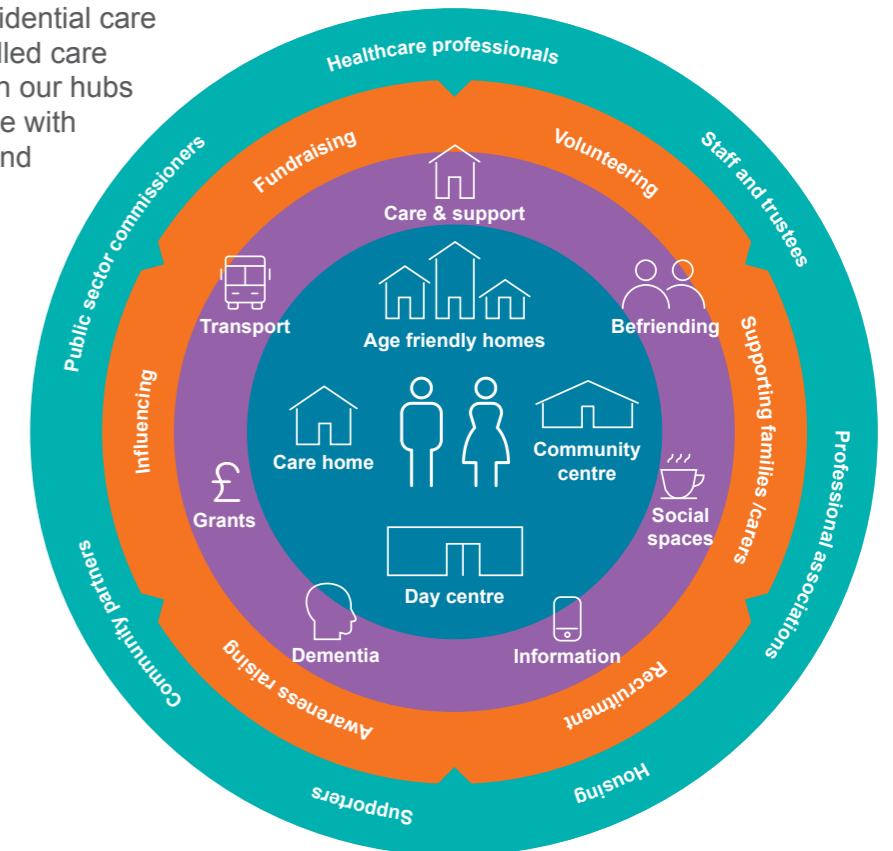 idential care
lled care
n our hubs
e with
nd
Healthcare professionals
Staff and trustees
Professional associations
Housing
Supporters
Community partners
Public sector commissioners
Fundraising
Volunteering
Supporting families /carers
Recruitment
Awareness raising
Influencing
Care & support
Befriending
Social
spaces
Information
Dementia
£
Grants
Transport
Age friendly homes
Care home
Community
centre
Day centre